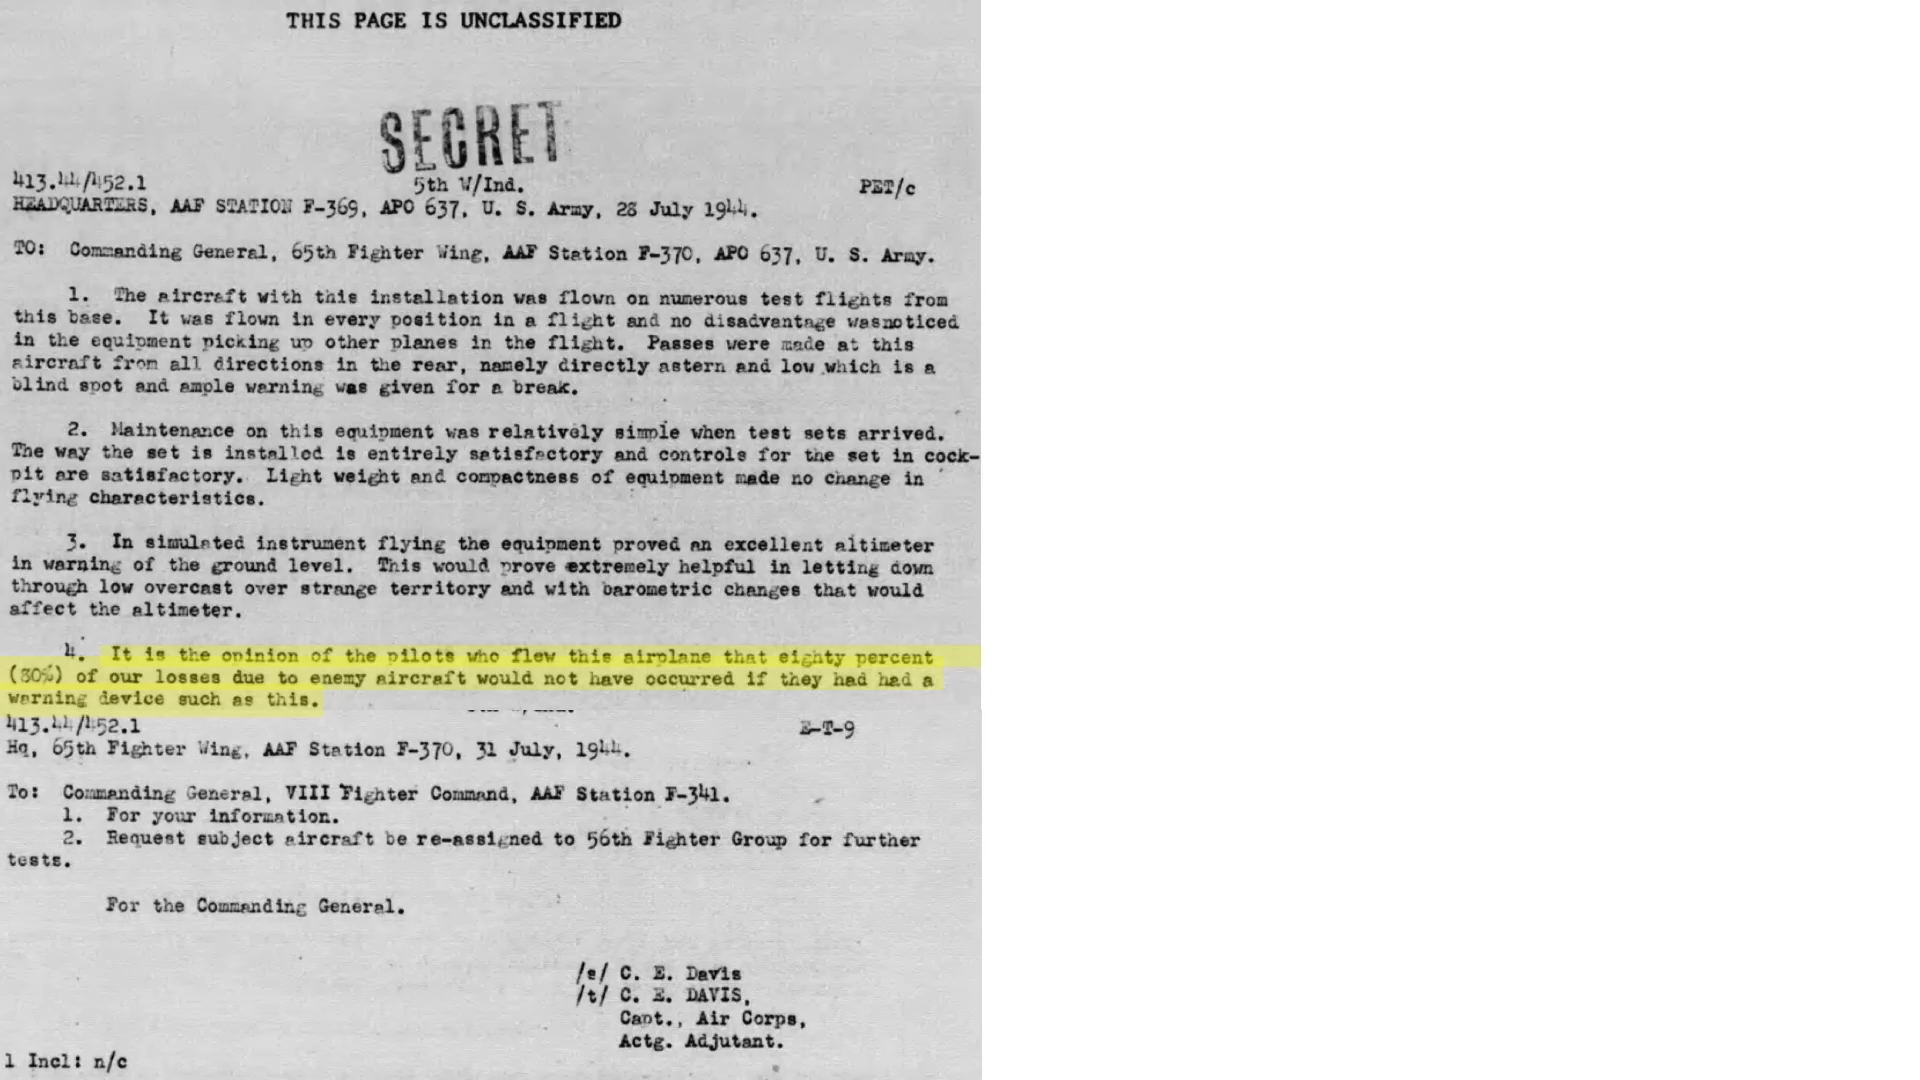 THIS PAGE IS UNCLASSIFIED
SECRET
413.44/452.1 5th W/Ind. PET/c
HEADQUARTERS, AAF STATION F-369, APO 637, U. S. Army, 28 July 1944.
TO: Commanding General, 65th Fighter Wing, AAF Station F-370, APO 637, U. S. Army.
1. The aircraft with this installation was flown on numerous test flights from
this base. It was flown in every position in a flight and no disadvantage wasnoticed
in the equipment picking up other planes in the flight. Passes were made at this
aircraft from all directions in the rear, namely directly astern and low which is a
blind spot and ample warning was given for a break.
2. Maintenance on this equipment was relatively simple when test sets arrived.
The way the set is installed is entirely satisfactory and controls for the set in cock-
pit are satisfactory. Light weight and compactness of equipment made no change in
flying characteristics.
3. In simulated instrument flying the equipment proved an excellent altimeter
in warning of the ground level. This would prove extremely helpful in letting down
through low overcast over strange territory and with barometric changes that would
affect the altimeter.
4. It is the opinion of the pilots who flew this airplane that eighty percent
(80%) of our losses due to enemy aircraft would not have occurred if they had had a
warning device such as this.
413.44/452.1 E-T-9
Hq, 65th Fighter Wing, AAF Station F-370, 31 July, 1944.
To: Commanding General, VIII Fighter Command, AAF Station F-341.
1. For your information.
2. Request subject aircraft be re-assigned to 56th Fighter Group for further
tests.
For the Commanding General.
/s/ C. E. Davis
/t/ C. E. DAVIS,
Capt., Air Corps,
Actg. Adjutant.
1 Incl: n/c